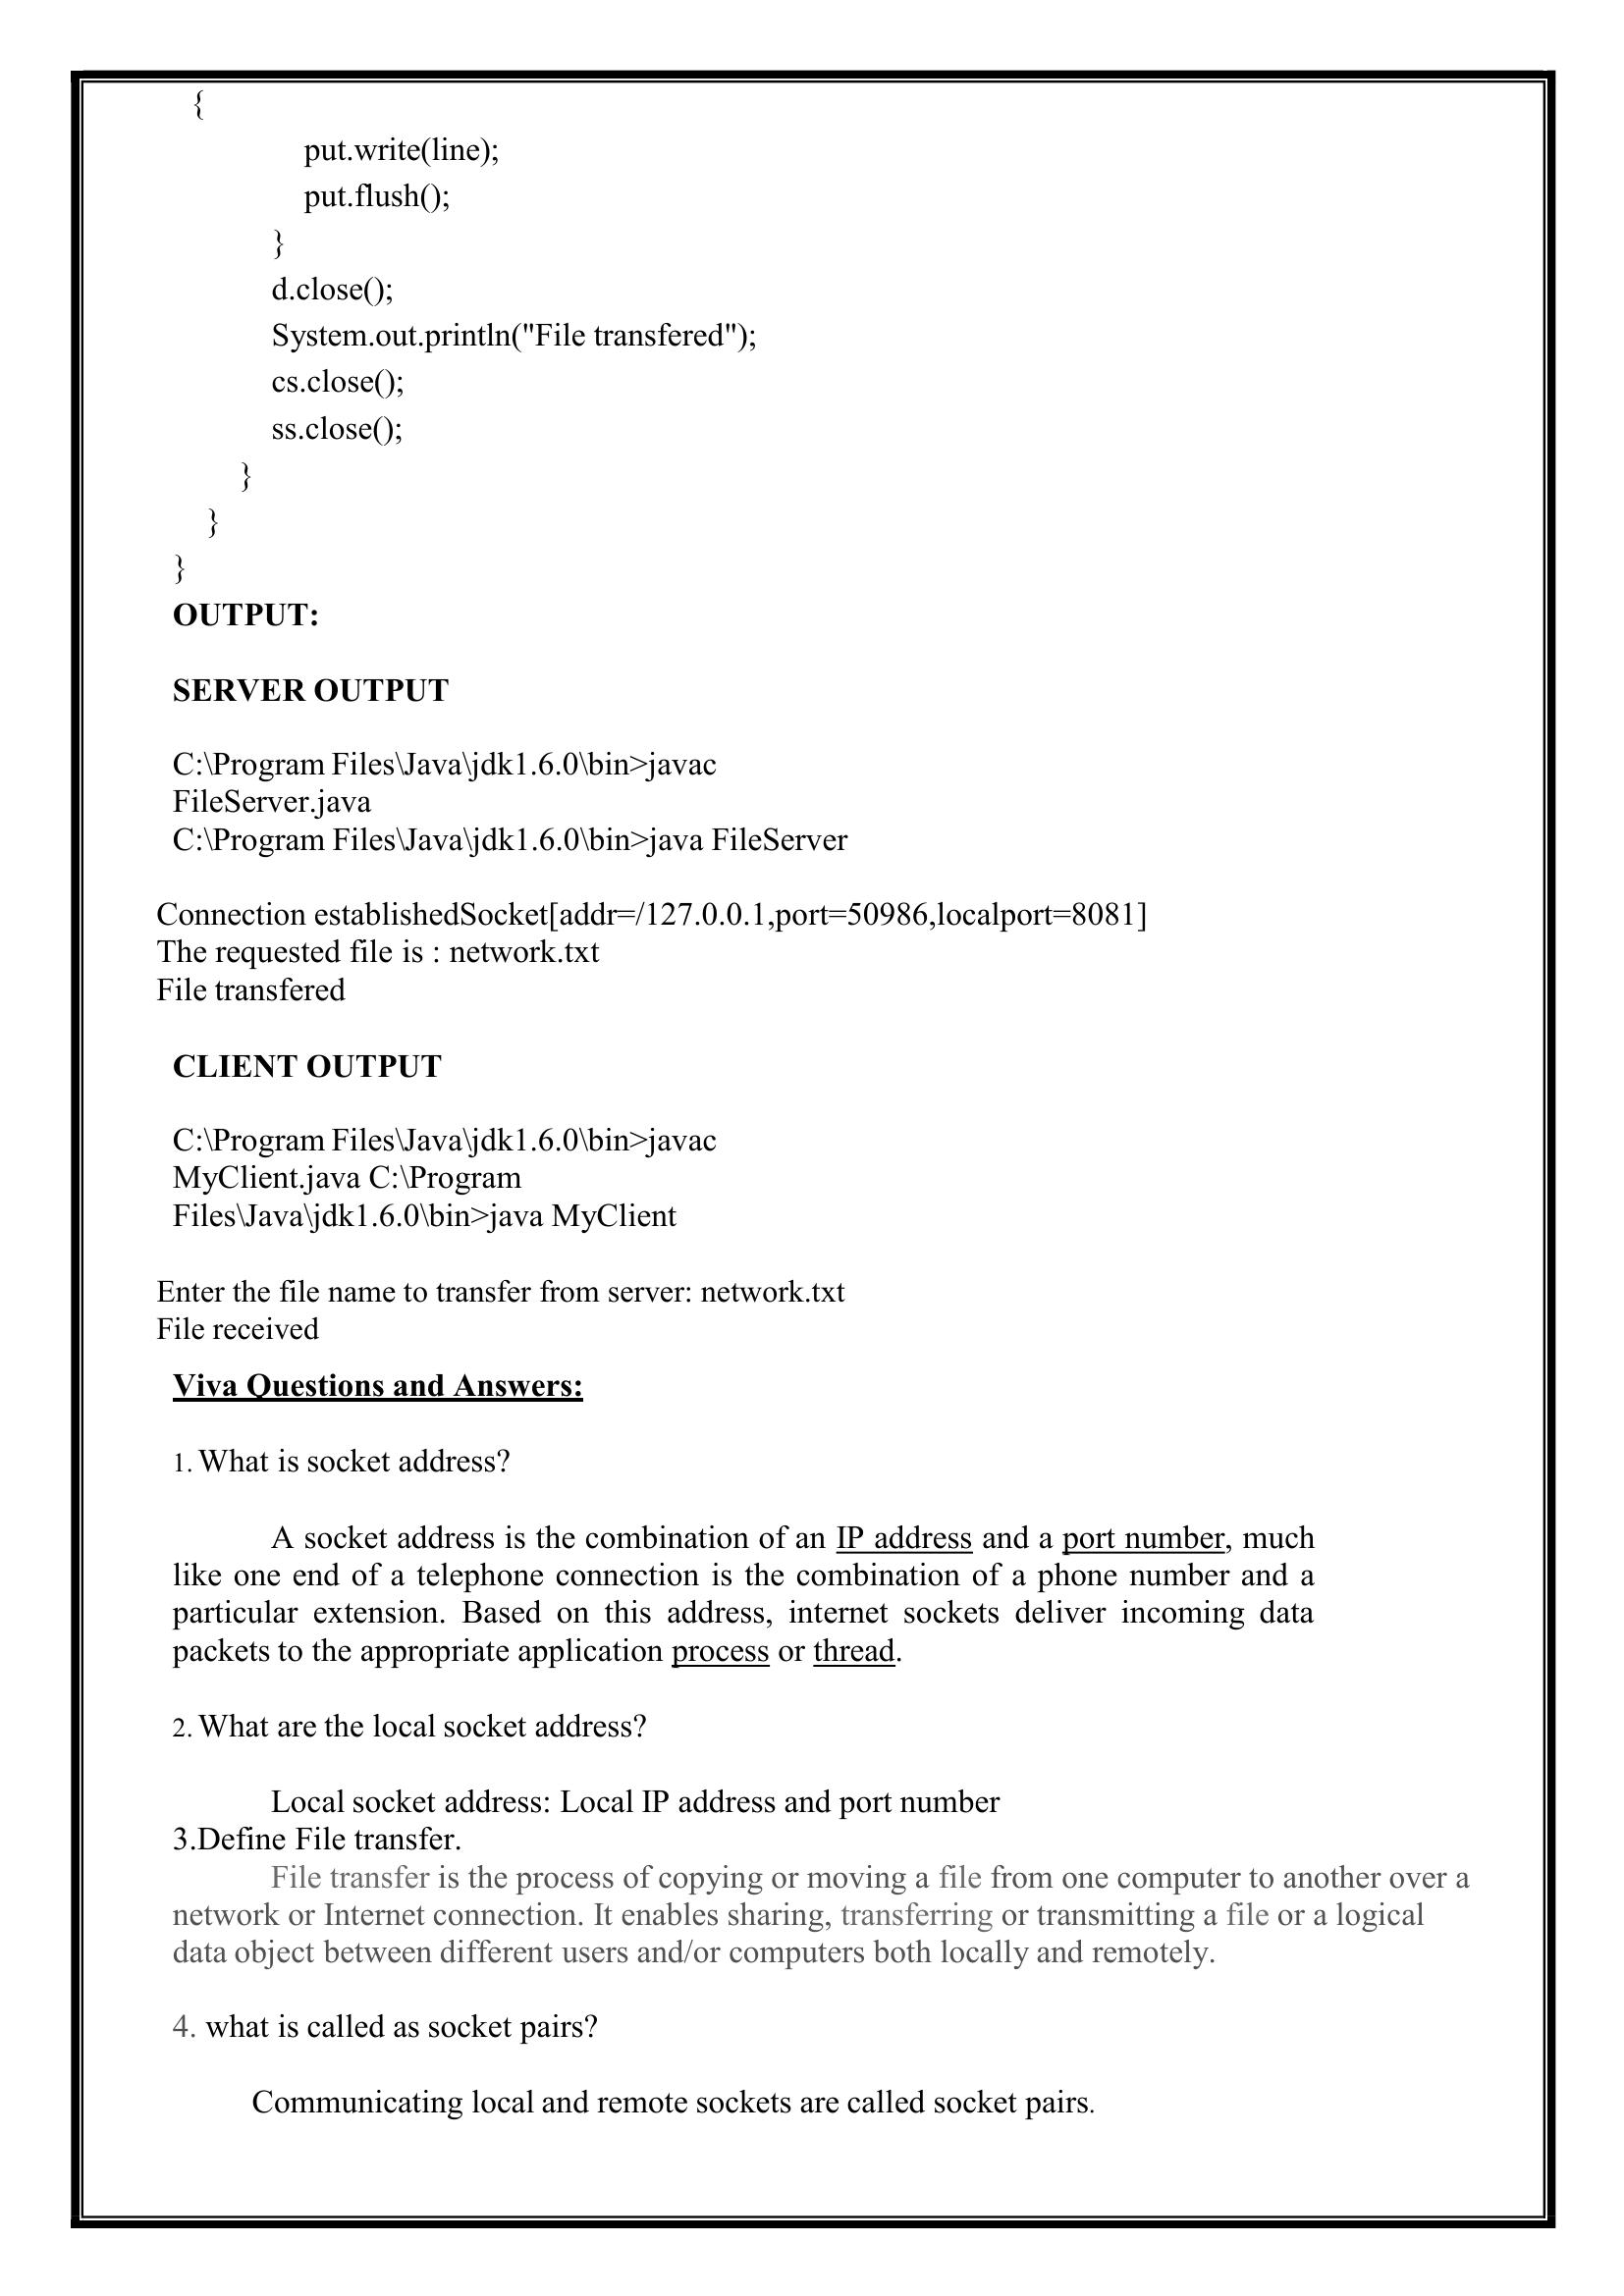 {
put.write(line);
put.flush();
}
d.close();
System.out.println("File transfered");
cs.close();
ss.close();
}
}
}
OUTPUT:
SERVER OUTPUT
C:\Program Files\Java\jdk1.6.0\bin>javac
FileServer.java
C:\Program Files\Java\jdk1.6.0\bin>java FileServer
Connection establishedSocket[addr=/127.0.0.1,port=50986,localport=8081]
The requested file is : network.txt
File transfered
CLIENT OUTPUT
C:\Program Files\Java\jdk1.6.0\bin>javac
MyClient.java C:\Program
Files\Java\jdk1.6.0\bin>java MyClient
Enter the file name to transfer from server: network.txt
File received
Viva Questions and Answers:
1. What is socket address?
A socket address is the combination of an IP address and a port number, much
like one end of a telephone connection is the combination of a phone number and a
particular extension. Based on this address, internet sockets deliver incoming data
packets to the appropriate application process or thread.
2. What are the local socket address?
Local socket address: Local IP address and port number
3.Define File transfer.
File transfer is the process of copying or moving a file from one computer to another over a
network or Internet connection. It enables sharing, transferring or transmitting a file or a logical
data object between different users and/or computers both locally and remotely.
4. what is called as socket pairs?
Communicating local and remote sockets are called socket pairs.